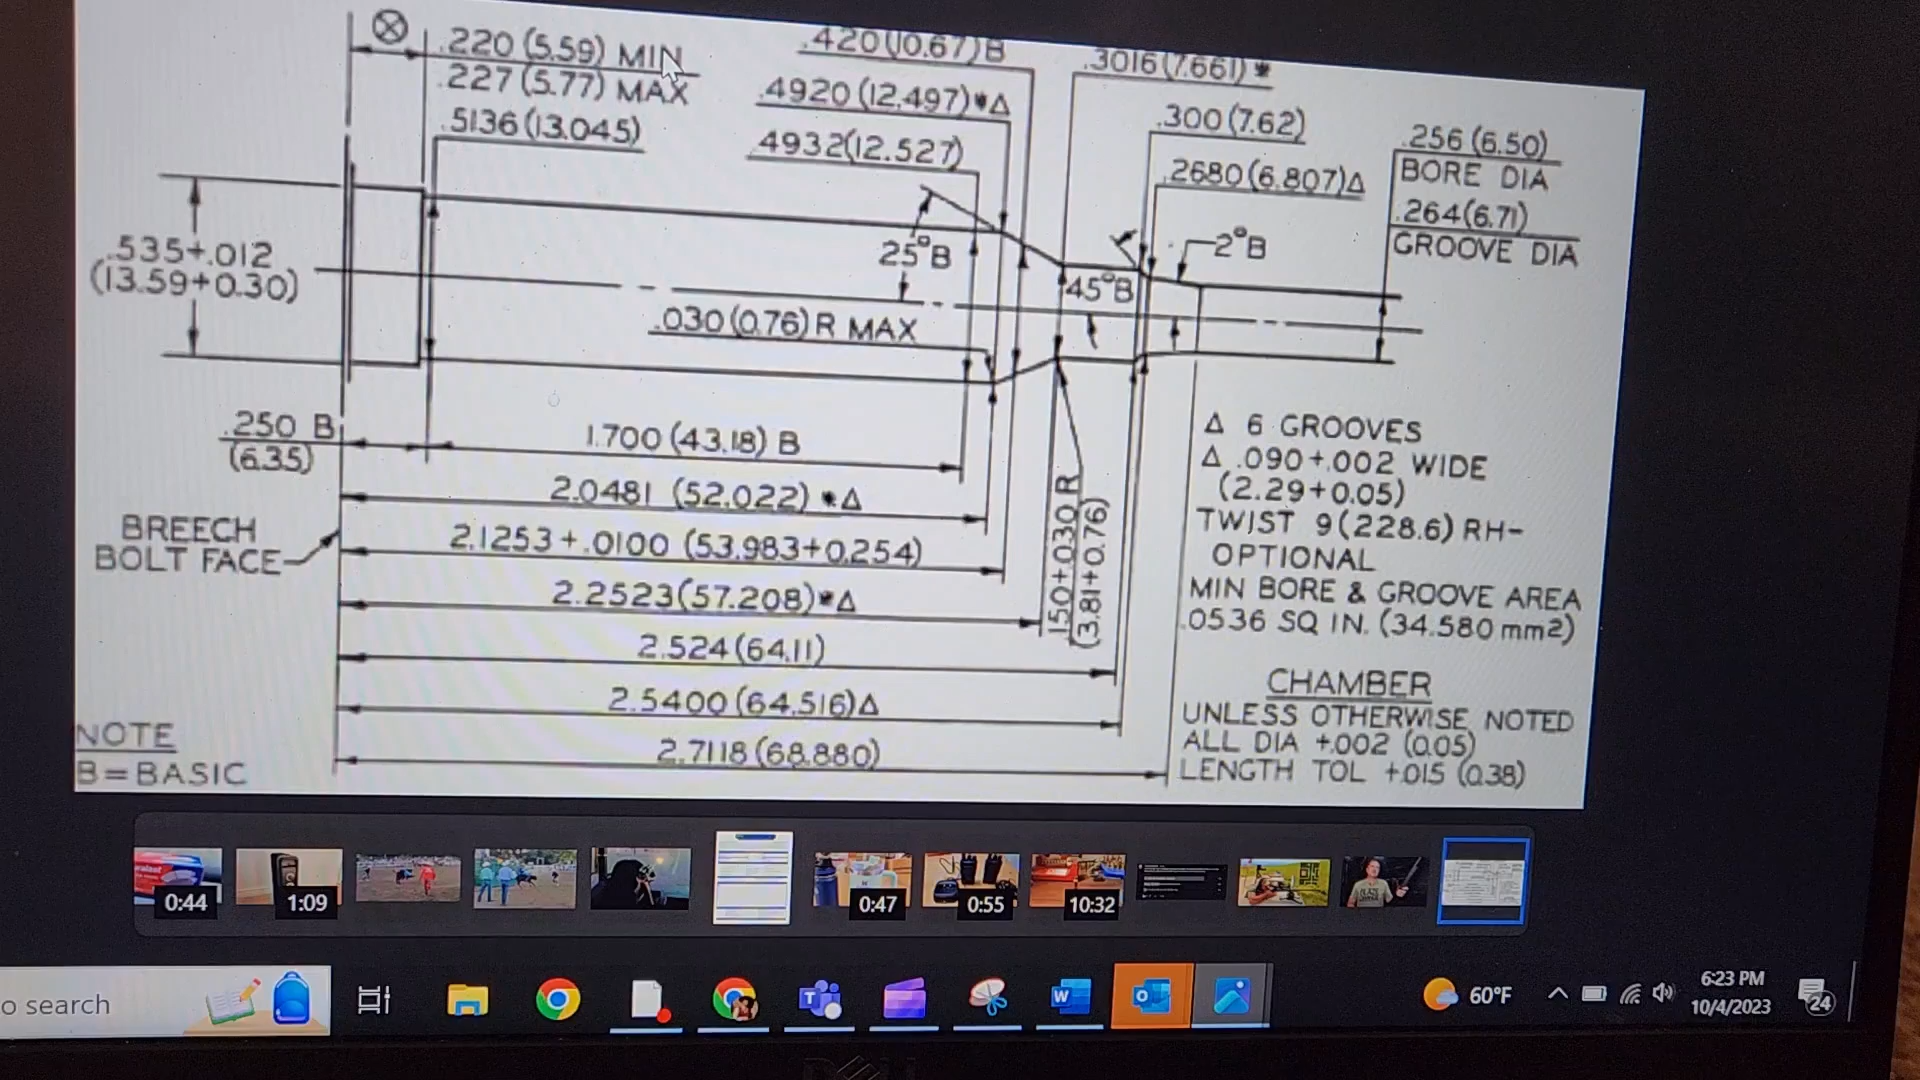 .220 (5.59) MIN
.227 (5.77) MAX
.5136 (13.045)
.420 (10.67) B
.4920 (12.497)*Δ
.4932 (12.527)
.3016 (7.661) *
.300 (7.62)
.2680 (6.807)Δ
.256 (6.50)
BORE DIA
.264 (6.71)
GROOVE DIA
.535+.012
(13.59+0.30)
25°B
45°B
2°B
.030 (0.76) R MAX
.250 B
(6.35)
1.700 (43.18) B
2.0481 (52.022) *Δ
2.1253+.0100 (53.983+0.254)
2.2523 (57.208)*Δ
2.524 (64.11)
2.5400 (64.516)Δ
2.7118 (68.880)
.150+.030 R
(3.81+0.76)
BREECH
BOLT FACE
NOTE
B=BASIC
Δ 6 GROOVES
Δ .090+.002 WIDE
(2.29+0.05)
TWIST 9 (228.6) RH-
OPTIONAL
MIN BORE & GROOVE AREA
.0536 SQ IN. (34.580 mm2)
CHAMBER
UNLESS OTHERWISE NOTED
ALL DIA +.002 (0.05)
LENGTH TOL +.015 (0.38)
0:44
1:09
0:47
0:55
10:32
o search
60°F
6:23 PM
10/4/2023
24